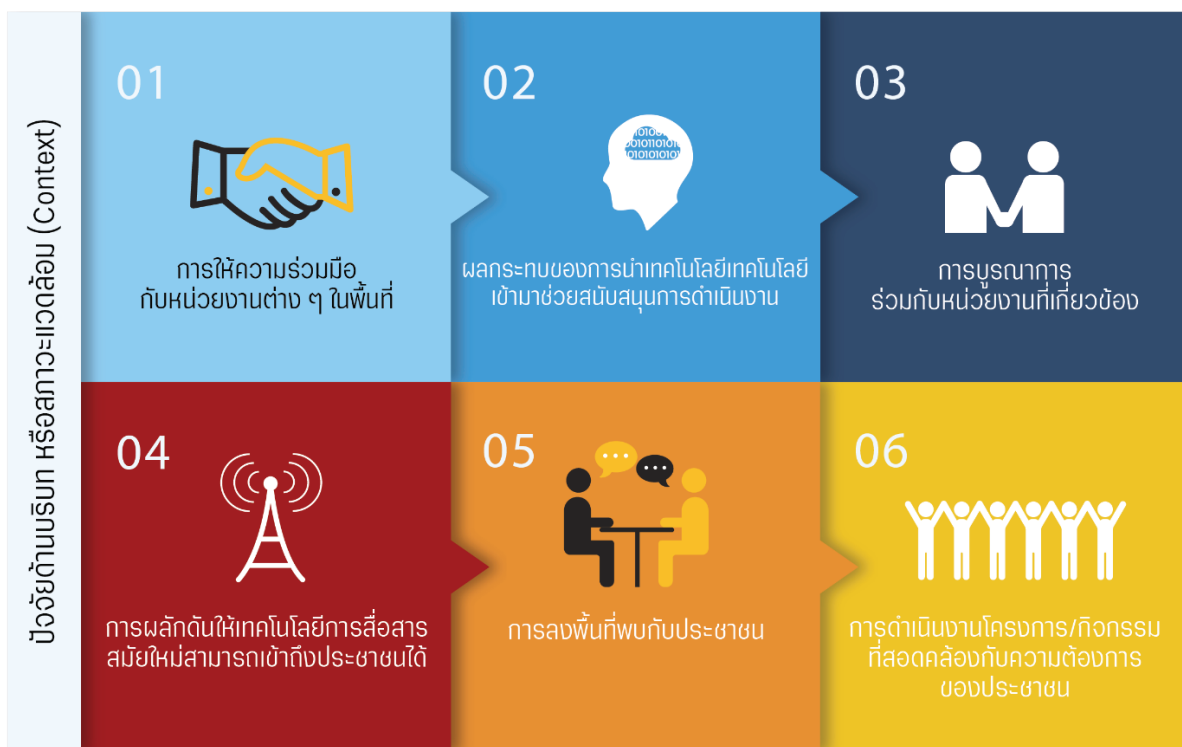 ปัจจัยด้านบริบท หรือสภาวะแวดล้อม (Context)
01
การให้ความร่วมมือ
กับหน่วยงานต่าง ๆ ในพื้นที่
02
10100
00101101010
01010101010
ผลกระทบของการนำเทคโนโลยีเทคโนโลยี
เข้ามาช่วยสนับสนุนการดำเนินงาน
03
การบูรณาการ
ร่วมกับหน่วยงานที่เกี่ยวข้อง
04
การผลักดันให้เทคโนโลยีการสื่อสาร
สมัยใหม่สามารถเข้าถึงประชาชนได้
05
การลงพื้นที่พบกับประชาชน
06
การดำเนินงานโครงการ/กิจกรรม
ที่สอดคล้องกับความต้องการ
ของประชาชน